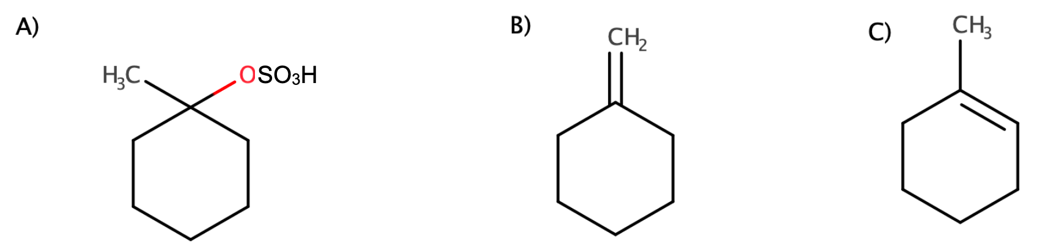 A)
H₃C
OSO₃H
B)
CH₂
C)
CH₃